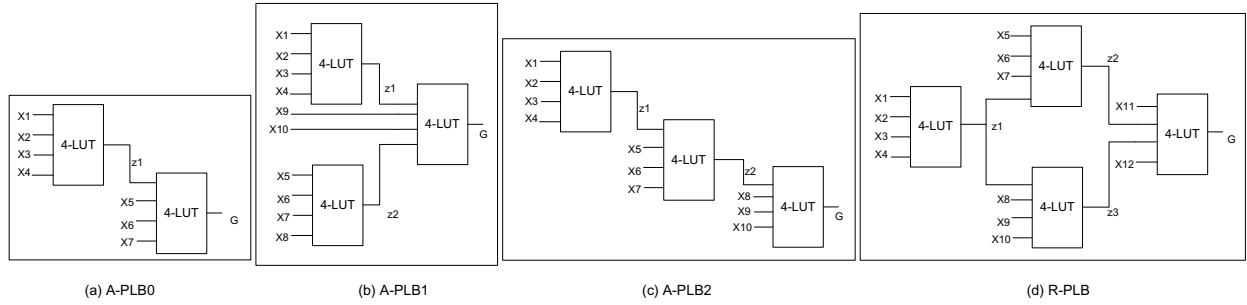 X1
X2
X3
X4
4-LUT
z1
X5
X6
X7
4-LUT
G
(a) A-PLB0
X1
X2
X3
X4
4-LUT
z1
X9
X10
4-LUT
G
X5
X6
X7
X8
4-LUT
z2
(b) A-PLB1
X1
X2
X3
X4
4-LUT
z1
X5
X6
X7
4-LUT
z2
X8
X9
X10
4-LUT
G
(c) A-PLB2
X1
X2
X3
X4
4-LUT
z1
X5
X6
X7
4-LUT
z2
X8
X9
X10
4-LUT
z3
X11
X12
4-LUT
G
(d) R-PLB